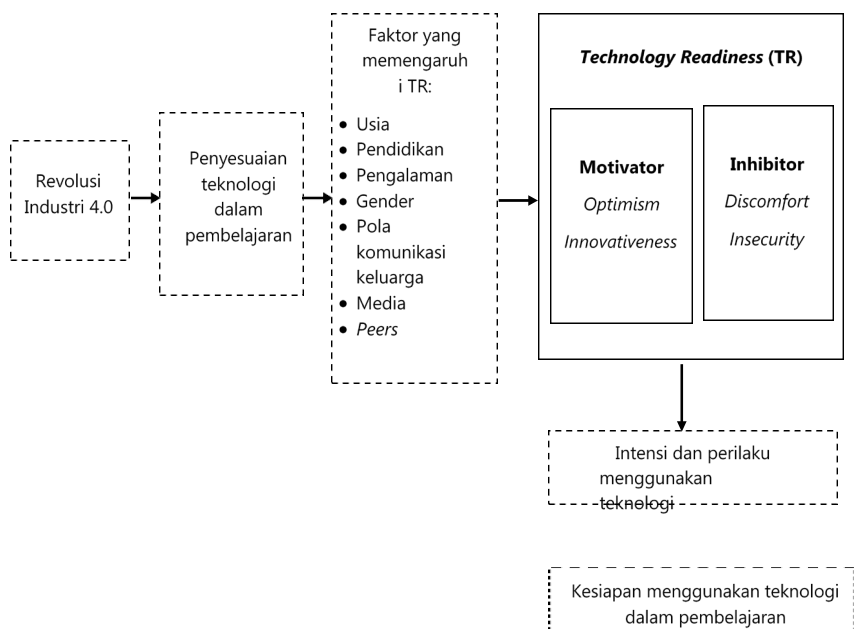 Revolusi
Industri 4.0
Penyesuaian
teknologi
dalam
pembelajaran
Faktor yang
memengaruh
i TR:
• Usia
• Pendidikan
• Pengalaman
• Gender
• Pola
komunikasi
keluarga
• Media
• Peers
Technology Readiness (TR)
Motivator
Optimism
Innovativeness
Inhibitor
Discomfort
Insecurity
Intensi dan perilaku
menggunakan
teknologi
Kesiapan menggunakan teknologi
dalam pembelajaran